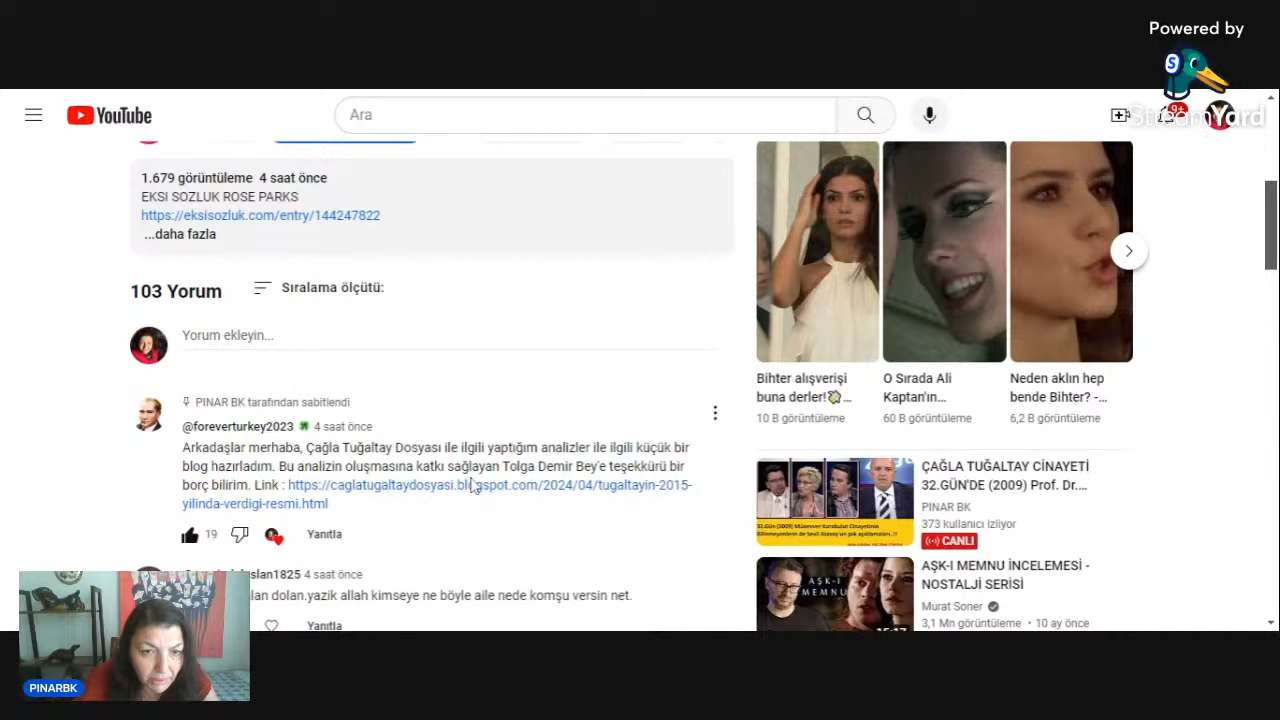 Powered by
StreamYard
YouTube
Ara
9+
1.679 görüntüleme 4 saat önce
EKSI SOZLUK ROSE PARKS
https://eksisozluk.com/entry/144247822
...daha fazla
103 Yorum
Sıralama ölçütü:
Yorum ekleyin...
PINAR BK tarafından sabitlendi
@foreverturkey2023 4 saat önce
Arkadaşlar merhaba, Çağla Tuğaltay Dosyası ile ilgili yaptığım analizler ile ilgili küçük bir
blog hazırladım. Bu analizin oluşmasına katkı sağlayan Tolga Demir Bey'e teşekkürü bir
borç bilirim. Link : https://caglatugaltaydosyasi.blogspot.com/2024/04/tugaltayin-2015-
yilinda-verdigi-resmi.html
19
Yanıtla
slan1825 4 saat önce
lan dolan.yazik allah kimseye ne böyle aile nede komşu versin net.
Yanıtla
PINARBK
Bihter alışverişi
buna derler!💸...
10 B görüntüleme
O Sırada Ali
Kaptan'ın...
60 B görüntüleme
Neden aklın hep
bende Bihter? -...
6,2 B görüntüleme
ÇAĞLA TUĞALTAY CİNAYETİ
32.GÜN'DE (2009) Prof. Dr....
PINAR BK
373 kullanıcı izliyor
CANLI
AŞK-I
MEMNU
AŞK-I MEMNU İNCELEMESİ -
NOSTALJİ SERİSİ
Murat Soner
3,1 Mn görüntüleme • 10 ay önce